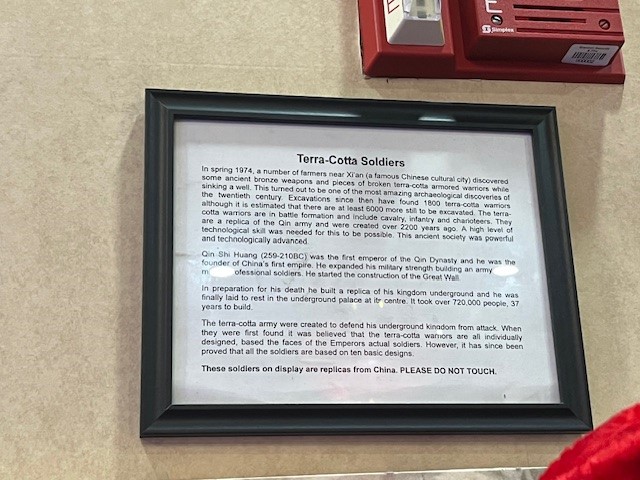 E
E
Simplex
Terra-Cotta Soldiers
In spring 1974, a number of farmers near Xi'an (a famous Chinese cultural city) discovered
some ancient bronze weapons and pieces of broken terra-cotta armored warriors while
sinking a well. This turned out to be one of the most amazing archaeological discoveries of
the twentieth century. Excavations since then have found 1800 terra-cotta warriors
although it is estimated that there are at least 6000 more still to be excavated. The terra-
cotta warriors are in battle formation and include cavalry, infantry and charioteers. They
are a replica of the Qin army and were created over 2200 years ago. A high level of
technological skill was needed for this to be possible. This ancient society was powerful
and technologically advanced.
Qin Shi Huang (259-210BC) was the first emperor of the Qin Dynasty and he was the
founder of China's first empire. He expanded his military strength building an army
ofessional soldiers. He started the construction of the Great Wall.
In preparation for his death he built a replica of his kingdom underground and he was
finally laid to rest in the underground palace at its centre. It took over 720,000 people, 37
years to build.
The terra-cotta army were created to defend his underground kingdom from attack. When
they were first found it was believed that the terra-cotta warriors are all individually
designed, based the faces of the Emperors actual soldiers. However, it has since been
proved that all the soldiers are based on ten basic designs.
These soldiers on display are replicas from China. PLEASE DO NOT TOUCH.